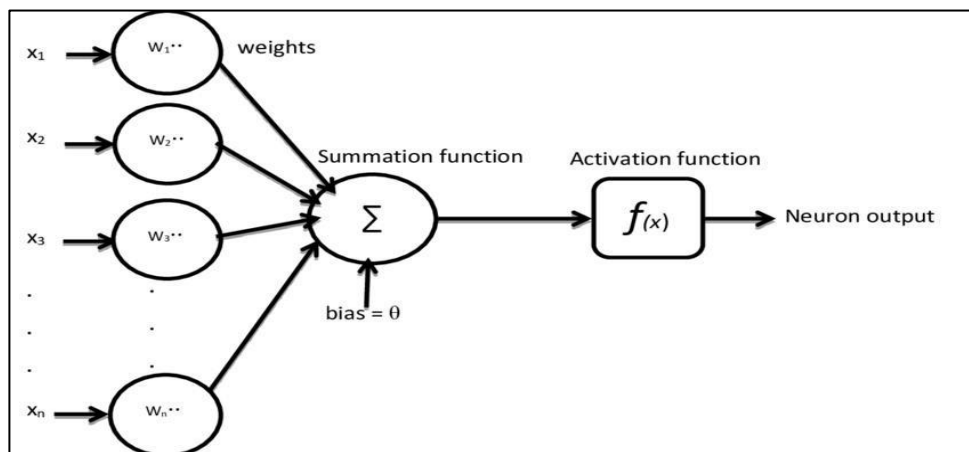 x₁
W₁..
weights
x₂
W₂..
Summation function
Activation function
x₃
W₃..
Σ
f(x)
Neuron output
bias = θ
xₙ
Wₙ..